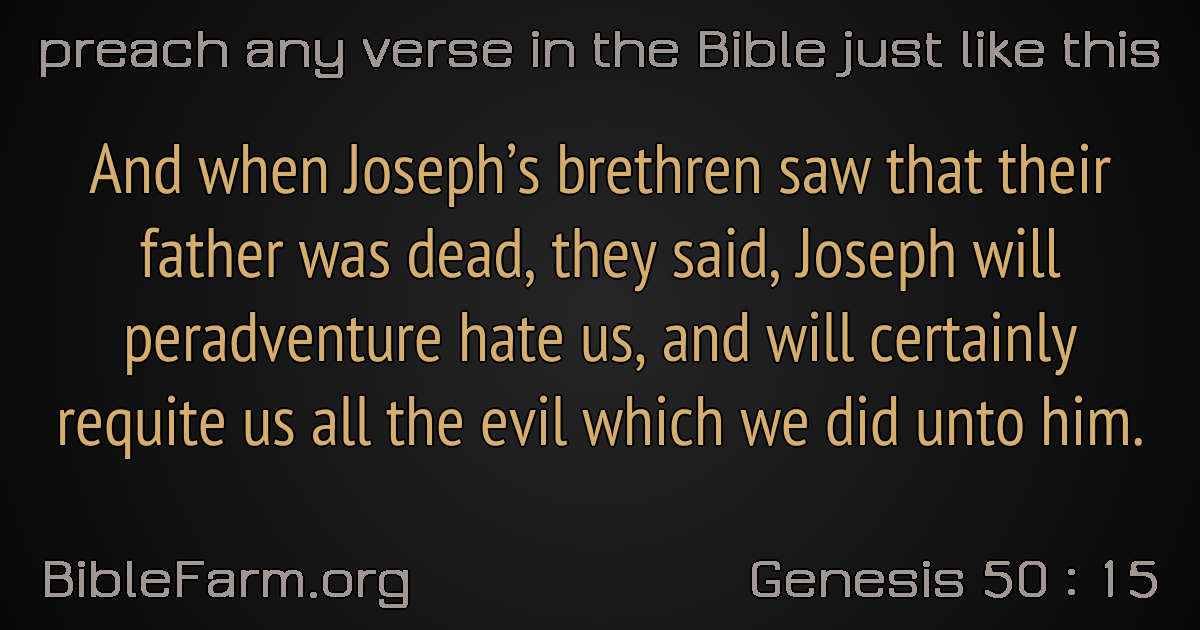 preach any verse in the Bible just like this
And when Joseph’s brethren saw that their
father was dead, they said, Joseph will
peradventure hate us, and will certainly
requite us all the evil which we did unto him.
BibleFarm.org
Genesis 50 : 15